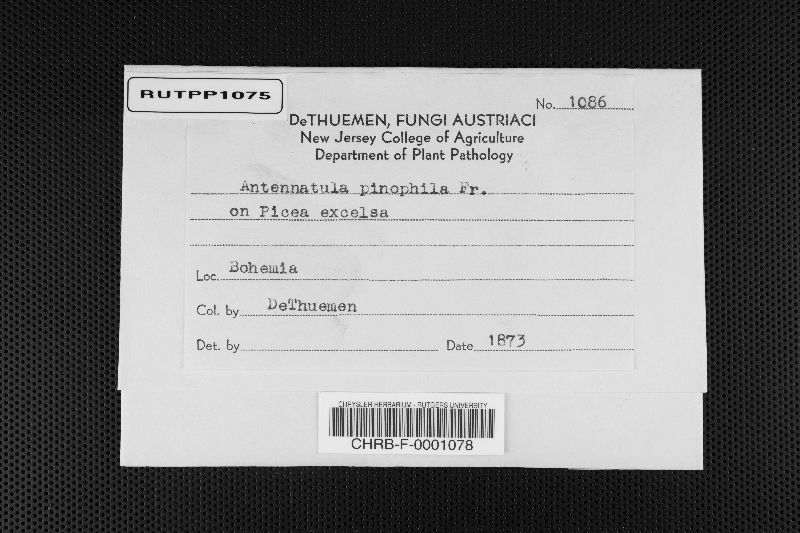 RUTPP1075
No. 1086
DeTHUEMEN, FUNGI AUSTRIACI
New Jersey College of Agriculture
Department of Plant Pathology
Antennatula pinophila Fr.
on Picea excelsa
Loc. Bohemia
Col. by DeThuemen
Det. by
Date 1873
CHRYSLER HERBARIUM - RUTGERS UNIVERSITY
CHRB-F-0001078